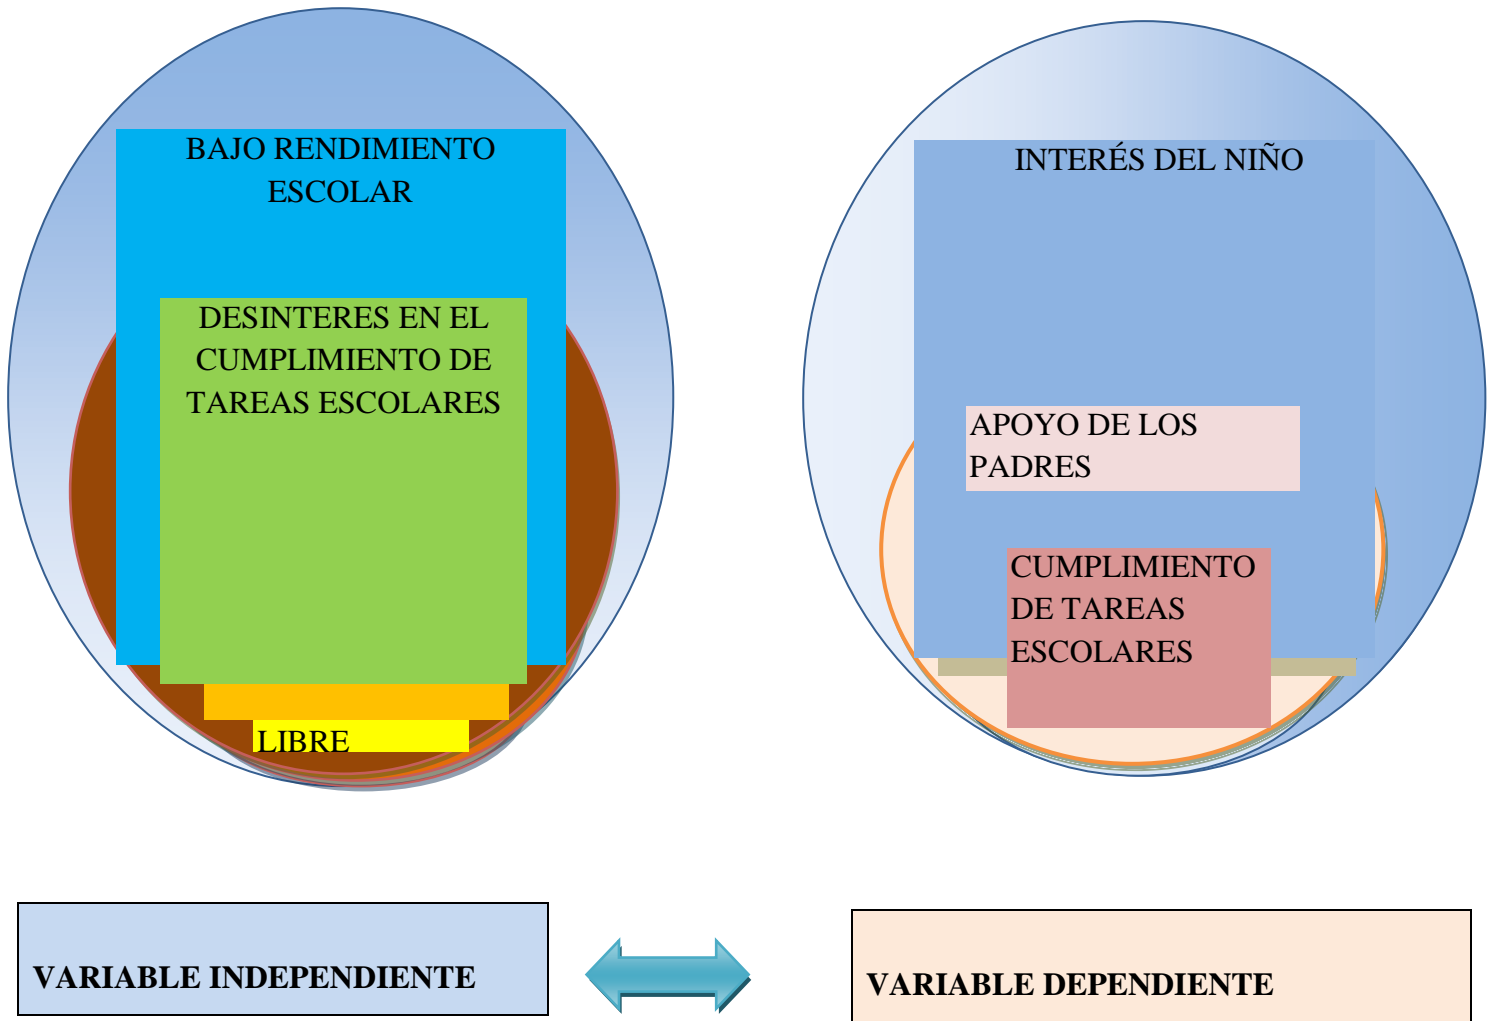 BAJO RENDIMIENTO
ESCOLAR
DESINTERES EN EL
CUMPLIMIENTO DE
TAREAS ESCOLARES
LIBRE
INTERÉS DEL NIÑO
APOYO DE LOS
PADRES
CUMPLIMIENTO
DE TAREAS
ESCOLARES
VARIABLE INDEPENDIENTE
VARIABLE DEPENDIENTE